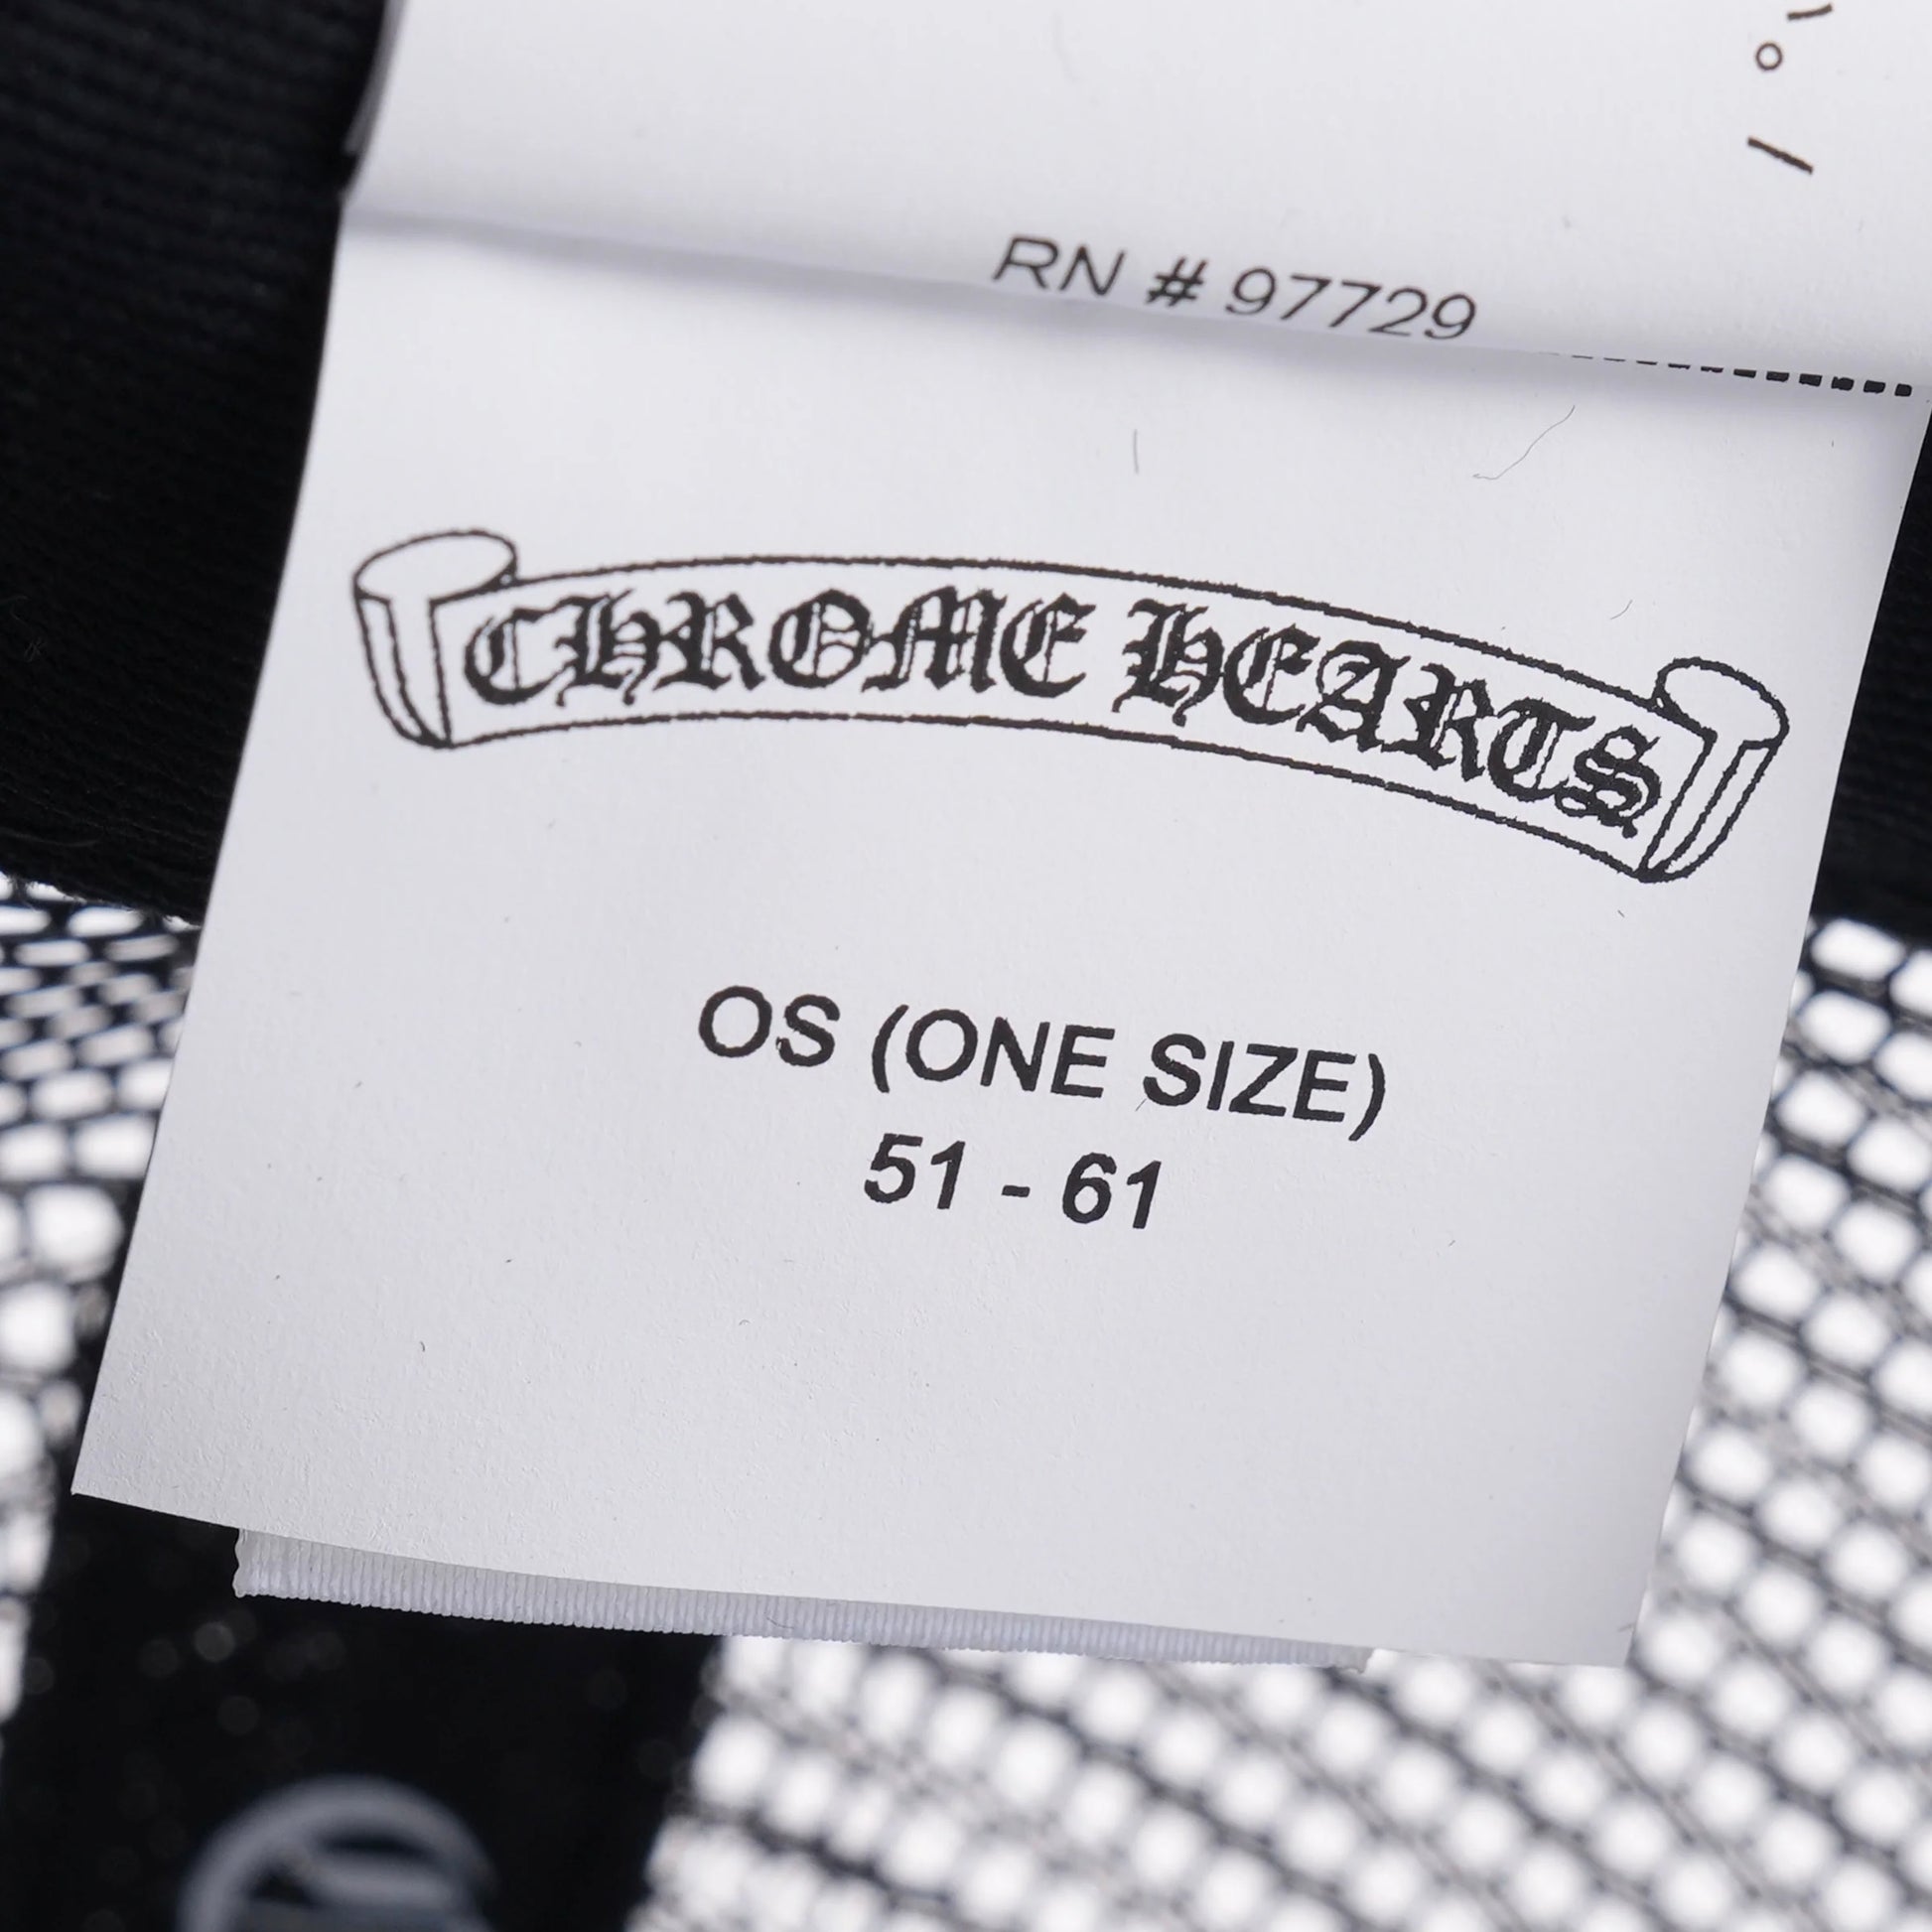 RN # 97729
CHROME HEARTS
OS (ONE SIZE)
51 - 61